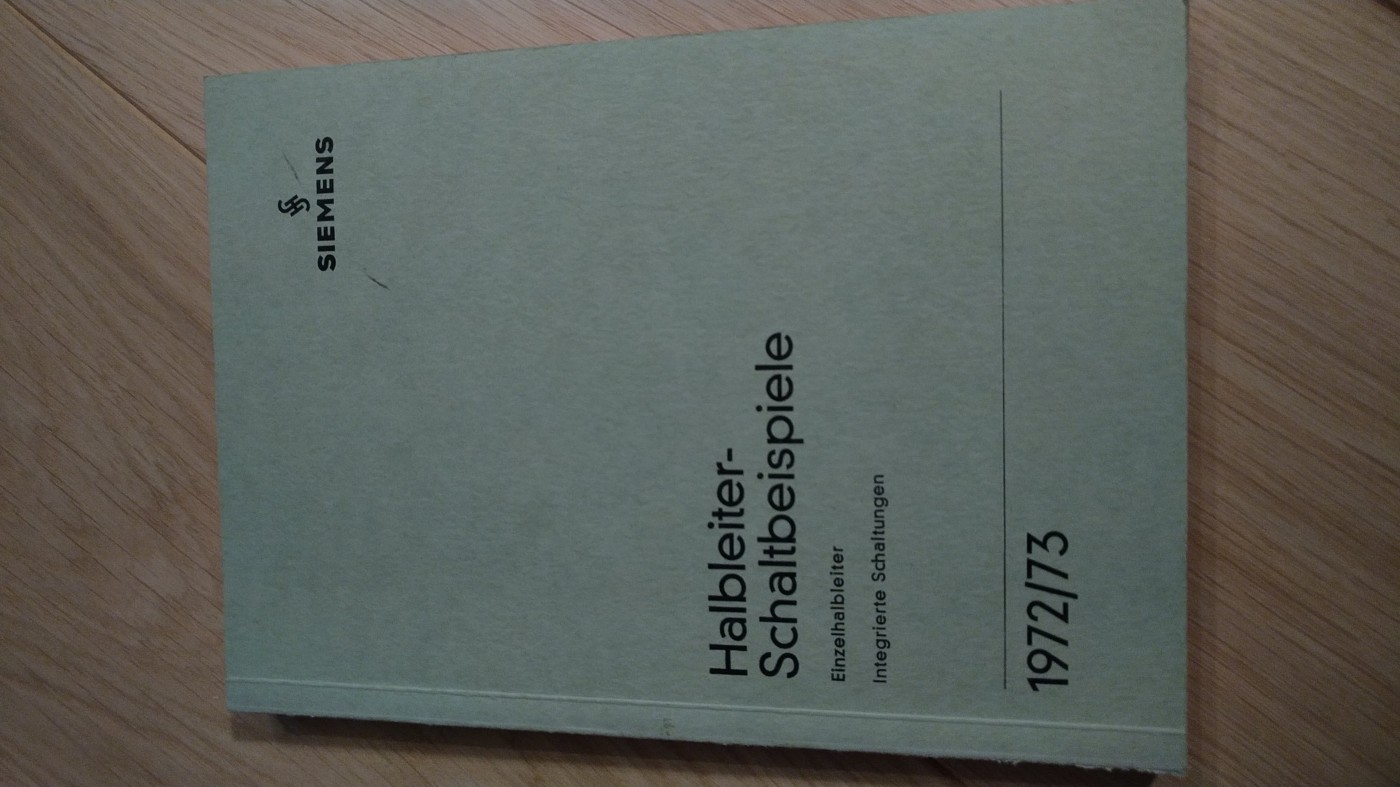 SIEMENS
Halbleiter-
Schaltbeispiele
Einzelhalbleiter
Integrierte Schaltungen
1972/73